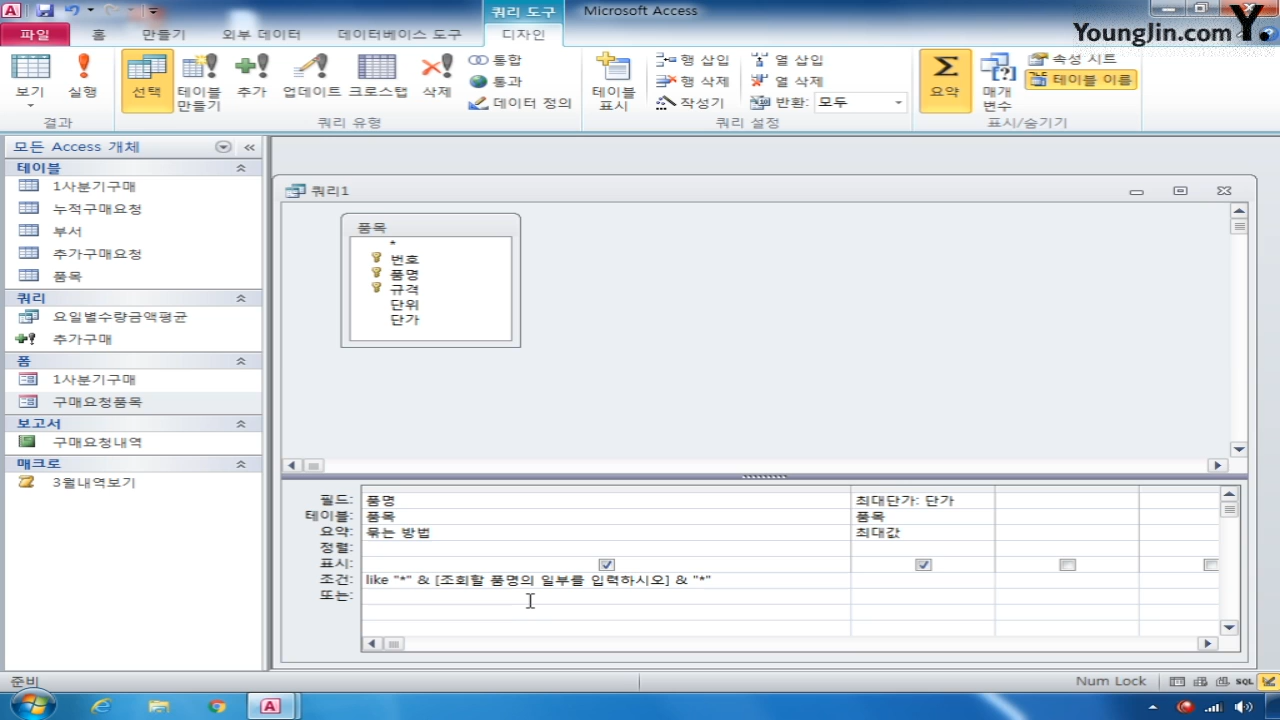 쿼리 도구
Microsoft Access
YoungJin.com Y.
파일
홈
만들기
외부 데이터
데이터베이스 도구
디자인
보기
실행
선택
테이블 만들기
추가
업데이트
크로스탭
삭제
통합
통과
데이터 정의
테이블 표시
행 삽입
행 삭제
작성기
열 삽입
열 삭제
반환: 모두
요약
매개 변수
속성 시트
테이블 이름
결과
쿼리 유형
쿼리 설정
표시/숨기기
모든 Access 개체
테이블
1사분기구매
누적구매요청
부서
추가구매요청
품목
쿼리
요일별수량금액평균
추가구매
폼
1사분기구매
구매요청품목
보고서
구매요청내역
매크로
3월내역보기
쿼리1
품목
*
번호
품명
규격
단위
단가
필드: 품명 최대단가: 단가
테이블: 품목 품목
요약: 묶는 방법 최대값
정렬:
표시:
조건: like "*" & [조회할 품명의 일부를 입력하시오] & "*"
또는:
준비
Num Lock
SQL